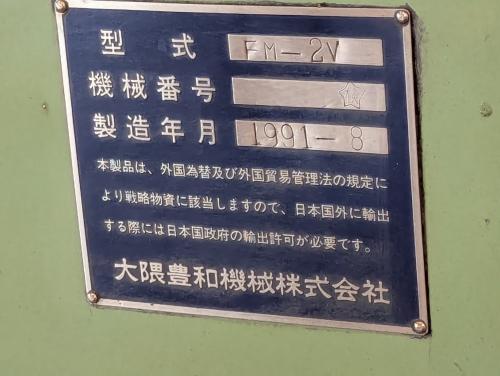 型 式 FM-2V
機械番号
製造年月 1991-8
本製品は、外国為替及び外国貿易管理法の規定に
より戦略物資に該当しますので、日本国外に輸出
する際には日本国政府の輸出許可が必要です。
大隈豊和機械株式会社